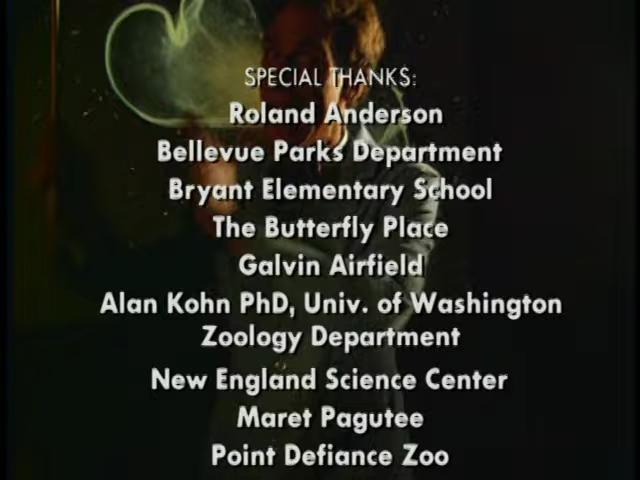 SPECIAL THANKS:
Roland Anderson
Bellevue Parks Department
Bryant Elementary School
The Butterfly Place
Galvin Airfield
Alan Kohn PhD, Univ. of Washington
Zoology Department
New England Science Center
Maret Pagutee
Point Defiance Zoo